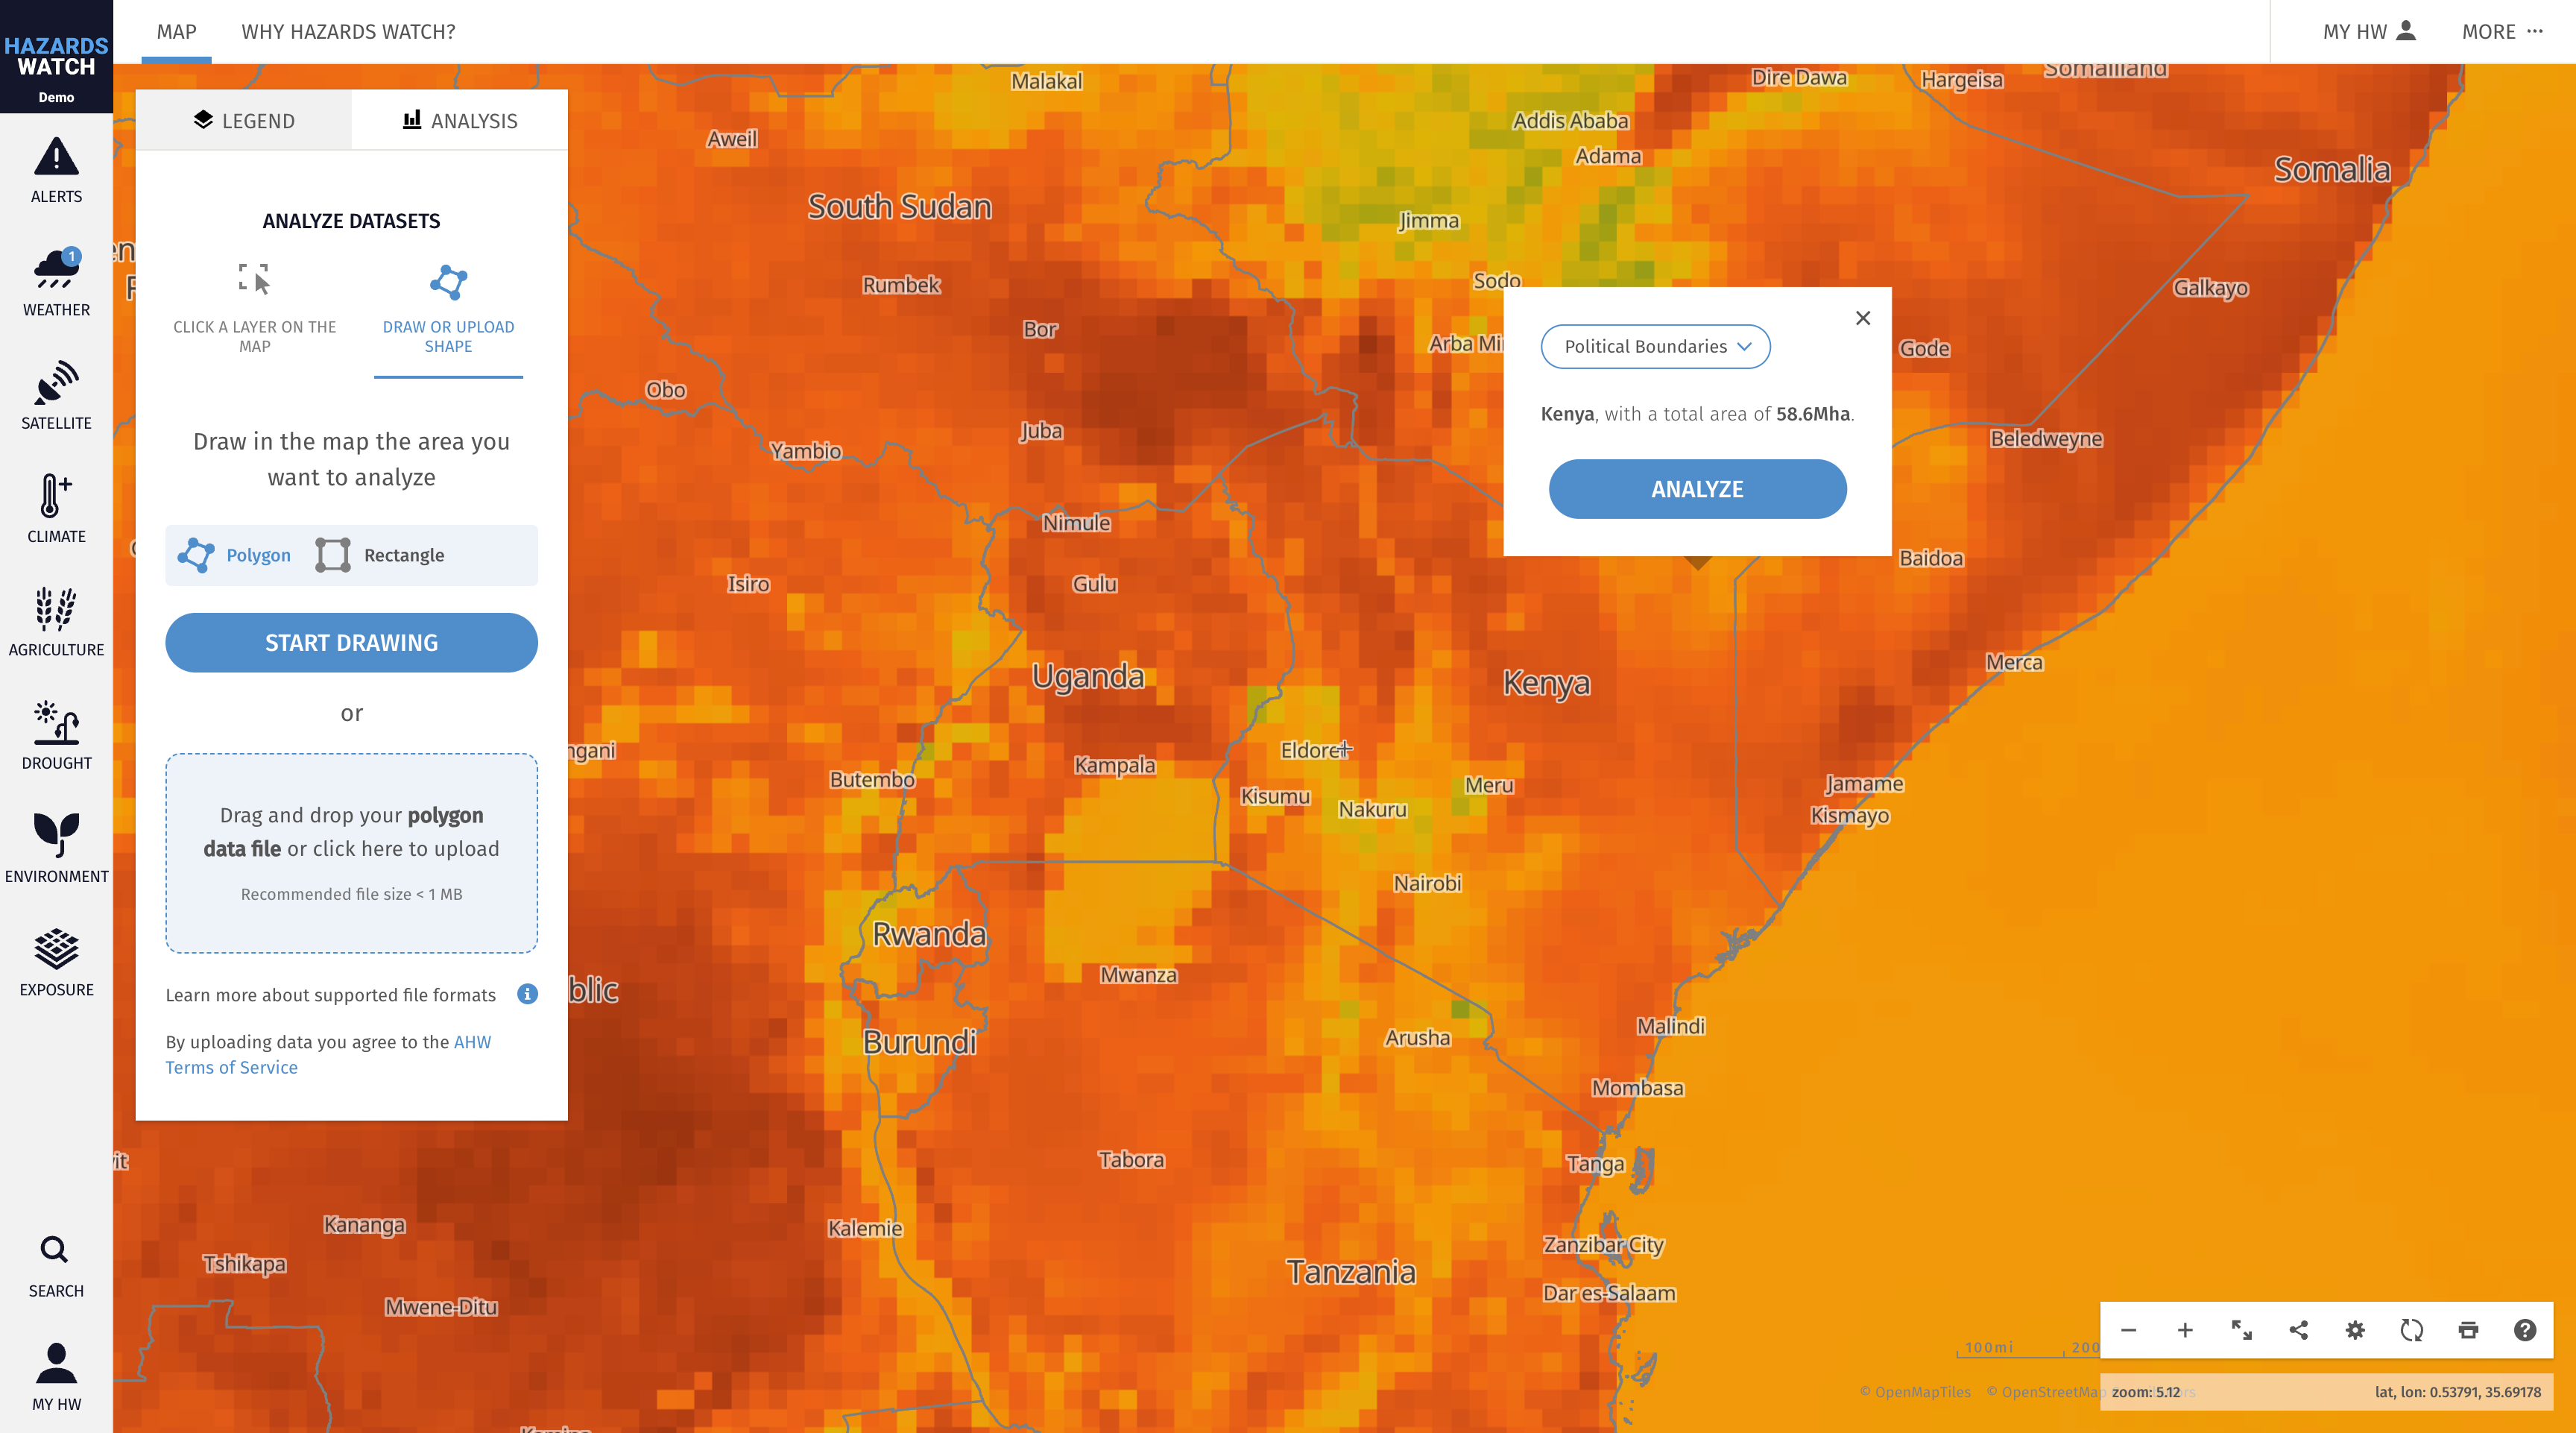 HAZARDS
WATCH
Demo
MAP
WHY HAZARDS WATCH?
MY HW
MORE
ALERTS
1
WEATHER
SATELLITE
CLIMATE
AGRICULTURE
DROUGHT
ENVIRONMENT
EXPOSURE
SEARCH
MY HW
LEGEND
ANALYSIS
ANALYZE DATASETS
CLICK A LAYER ON THE
MAP
DRAW OR UPLOAD
SHAPE
Draw in the map the area you
want to analyze
Polygon
Rectangle
START DRAWING
or
Drag and drop your polygon
data file or click here to upload
Recommended file size < 1 MB
Learn more about supported file formats
By uploading data you agree to the AHW
Terms of Service
Political Boundaries
Kenya, with a total area of 58.6Mha.
ANALYZE
Malakal
Dire Dawa
Hargeisa
Somaliland
Addis Ababa
Aweil
Adama
Somalia
South Sudan
Jimma
Rumbek
Sodo
Galkayo
Bor
Arba Mi
Gode
Obo
Juba
Beledweyne
Yambio
Nimule
Baidoa
Isiro
Gulu
Merca
Uganda
Kenya
ngani
Eldoret
Kampala
Butembo
Meru
Jamame
Kisumu
Nakuru
Kismayo
Nairobi
Rwanda
Mwanza
blic
Malindi
Burundi
Arusha
Mombasa
Tabora
Tanga
Kananga
Kalemie
Zanzibar City
Tshikapa
Tanzania
Dar es-Salaam
Mwene-Ditu
100mi
200
© OpenMapTiles © OpenStreetMap
zoom: 5.12
lat, lon: 0.53791, 35.69178